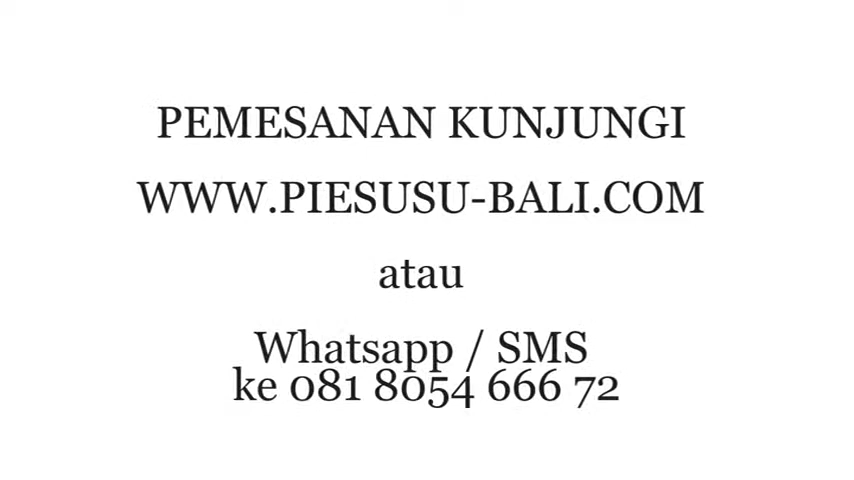 PEMESANAN KUNJUNGI
WWW.PIESUSU-BALI.COM
atau
Whatsapp / SMS
ke 081 8054 666 72